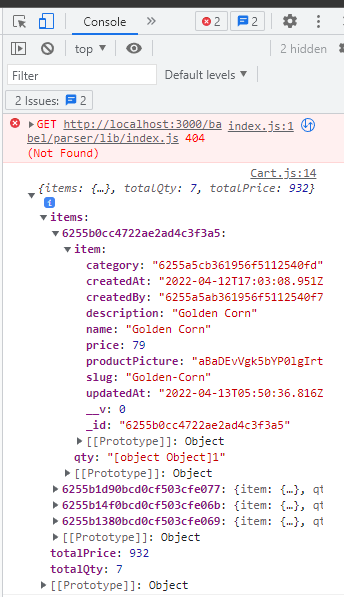 Console
2
2
top
2 hidden
Filter
Default levels
2 Issues:
2
GET http://localhost:3000/ba index.js:1
bel/parser/lib/index.js 404
(Not Found)
Cart.js:14
{items: {…}, totalQty: 7, totalPrice: 932}
items:
6255b0cc4722ae2ad4c3f3a5:
item:
category: "6255a5cb361956f5112540fd"
createdAt: "2022-04-12T17:03:08.951Z
createdBy: "6255a5ab361956f5112540f7
description: "Golden Corn"
name: "Golden Corn"
price: 79
productPicture: "aBaDEvVgk5bYP0lgIrt
slug: "Golden-Corn"
updatedAt: "2022-04-13T05:50:36.816Z
__v: 0
_id: "6255b0cc4722ae2ad4c3f3a5"
[[Prototype]]: Object
qty: "[object Object]1"
[[Prototype]]: Object
6255b1d90bcd0cf503cfe077: {item: {…}, qt
6255b14f0bcd0cf503cfe06b: {item: {…}, qt
6255b1380bcd0cf503cfe069: {item: {…}, qt
[[Prototype]]: Object
totalPrice: 932
totalQty: 7
[[Prototype]]: Object